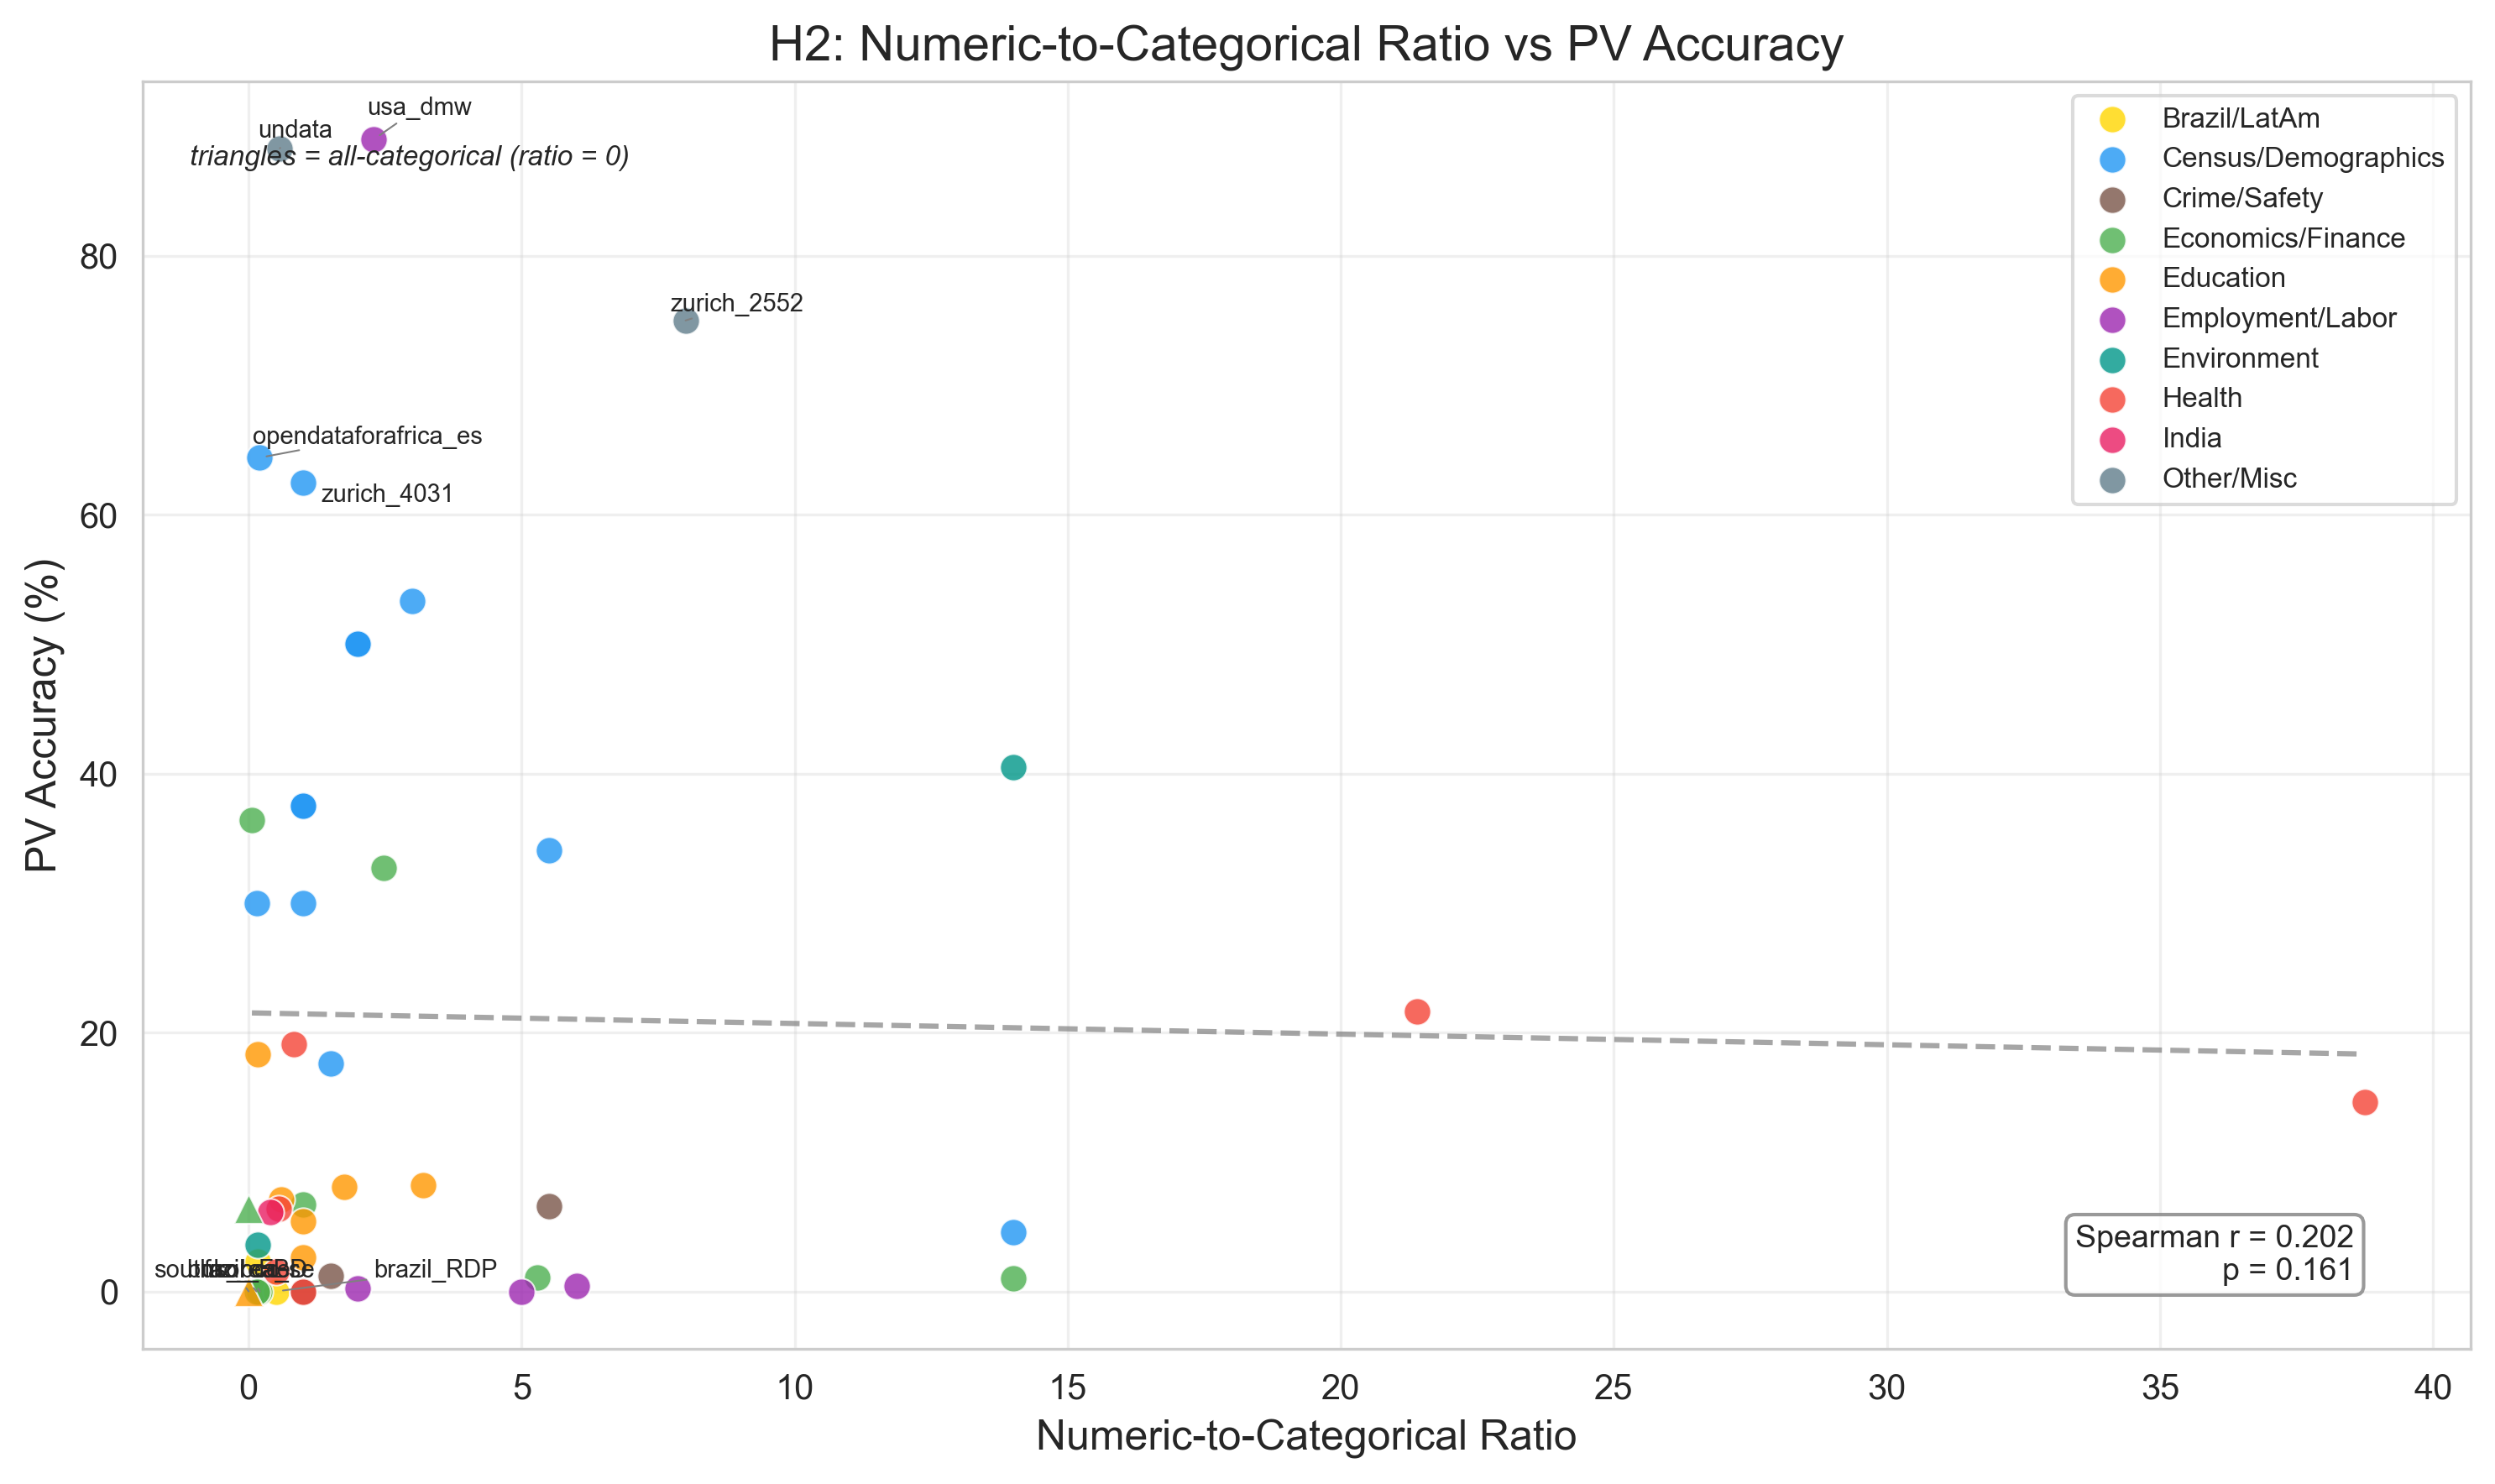 H2: Numeric-to-Categorical Ratio vs PV Accuracy
usa_dmw
undata
triangles = all-categorical (ratio = 0)
zurich_2552
opendataforafrica_es
zurich_4031
brazil_RDP
PV Accuracy (%)
80
60
40
20
0
0 5 10 15 20 25 30 35 40
Numeric-to-Categorical Ratio
Brazil/LatAm
Census/Demographics
Crime/Safety
Economics/Finance
Education
Employment/Labor
Environment
Health
India
Other/Misc
Spearman r = 0.202
p = 0.161